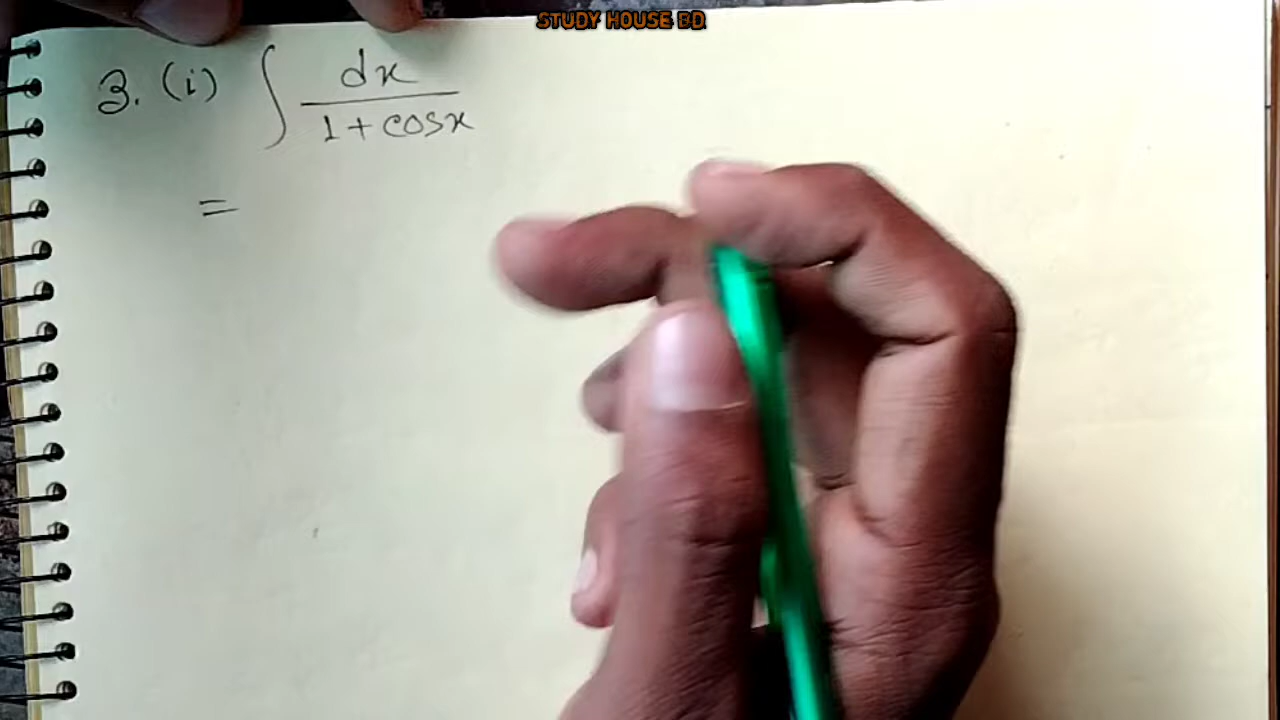 STUDY HOUSE BD
3. (i) ∫ dx / 1 + cosx
=